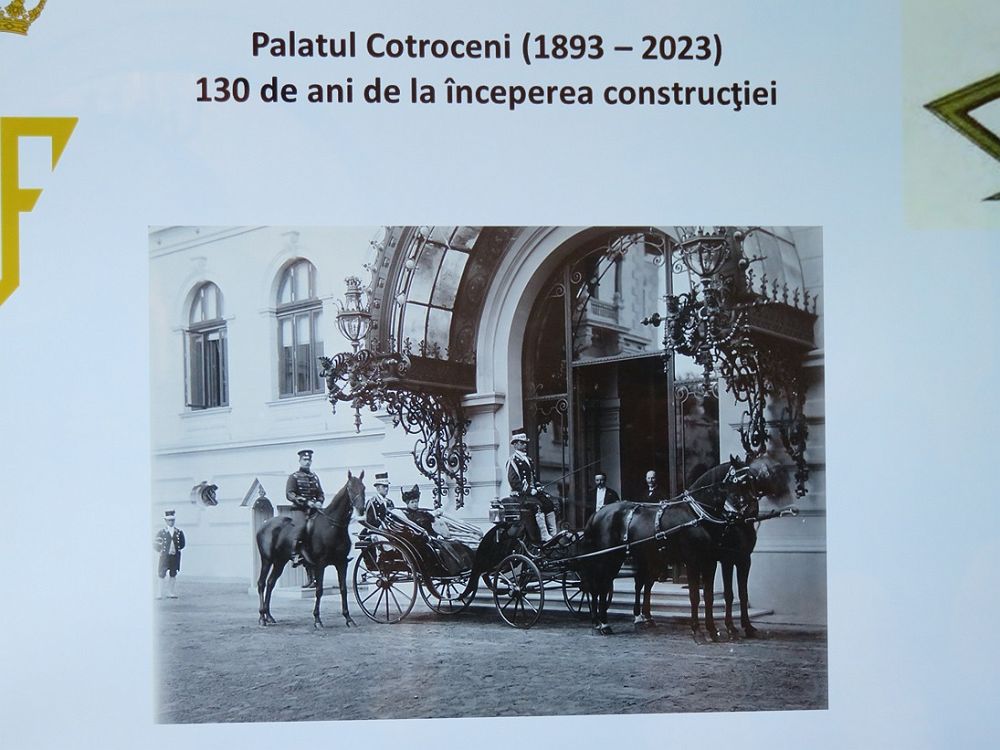 Palatul Cotroceni (1893 – 2023)
130 de ani de la începerea construcţiei
F